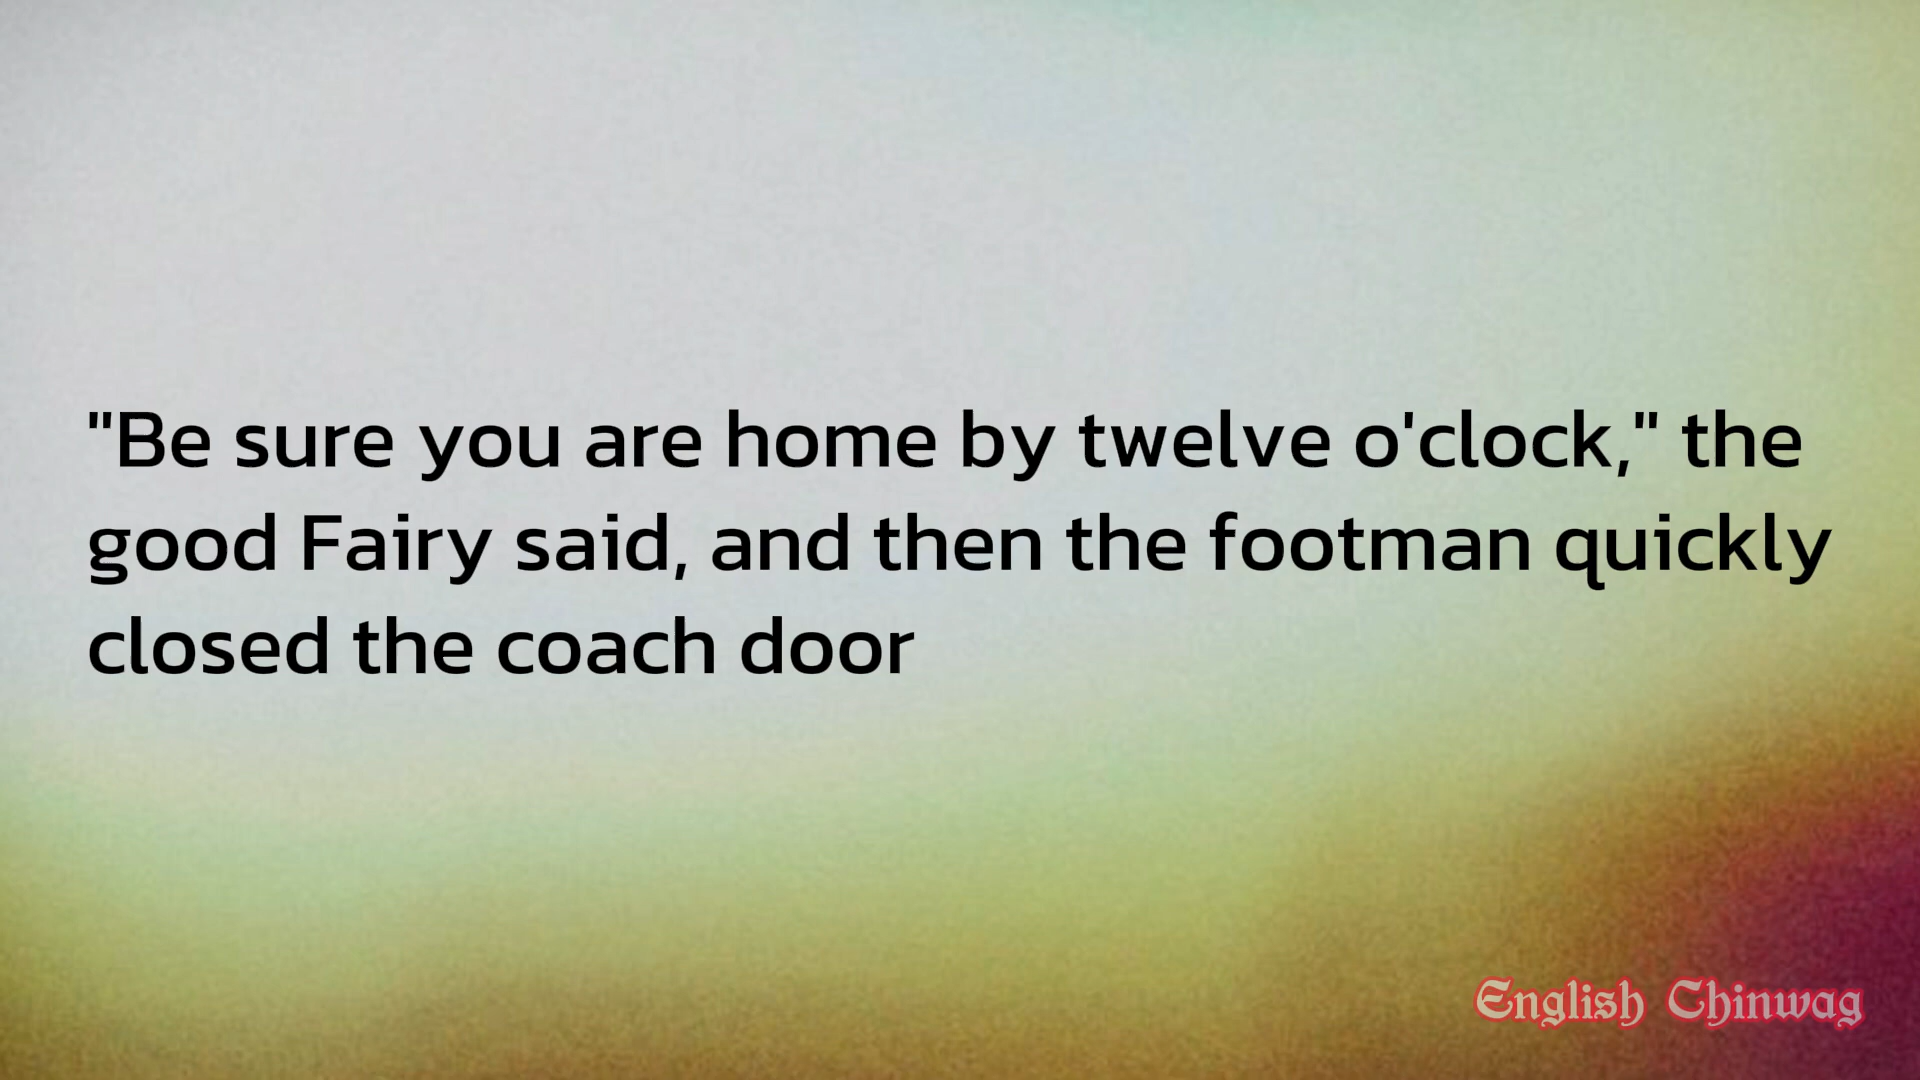 "Be sure you are home by twelve o'clock," the
good Fairy said, and then the footman quickly
closed the coach door
English Chinwag